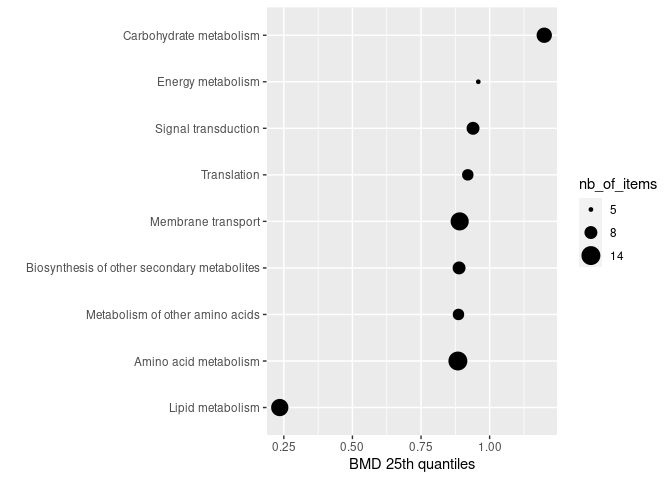 Carbohydrate metabolism
Energy metabolism
Signal transduction
Translation
Membrane transport
Biosynthesis of other secondary metabolites
Metabolism of other amino acids
Amino acid metabolism
Lipid metabolism
0.25 0.50 0.75 1.00
BMD 25th quantiles
nb_of_items
5
8
14